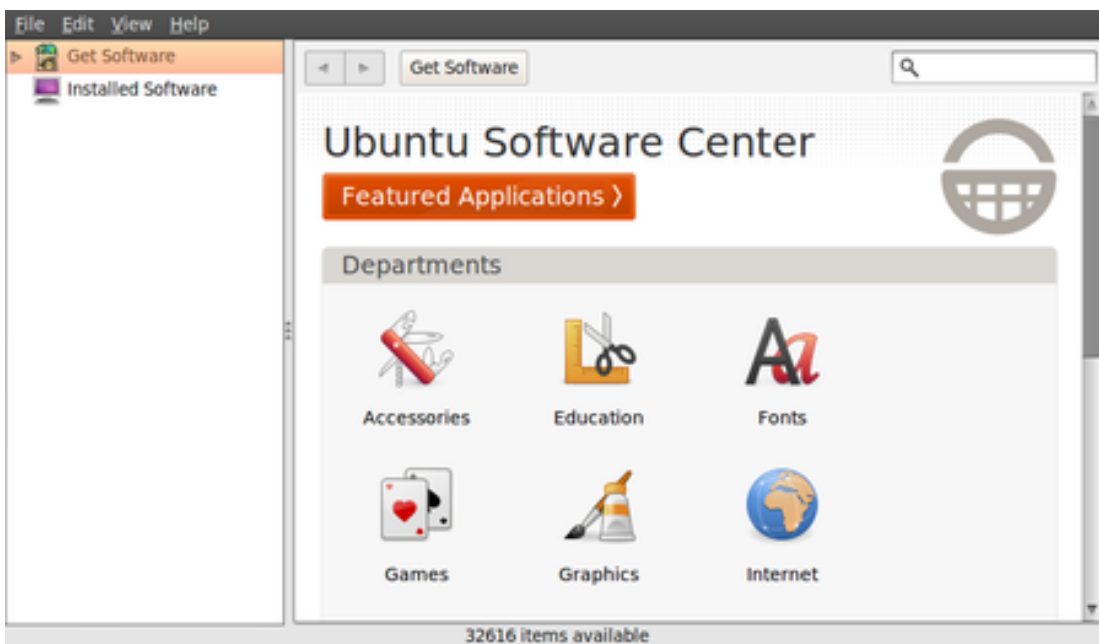 File Edit View Help
Get Software
Installed Software
Get Software
Ubuntu Software Center
Featured Applications >
Departments
Accessories Education Fonts
Games Graphics Internet
32616 items available